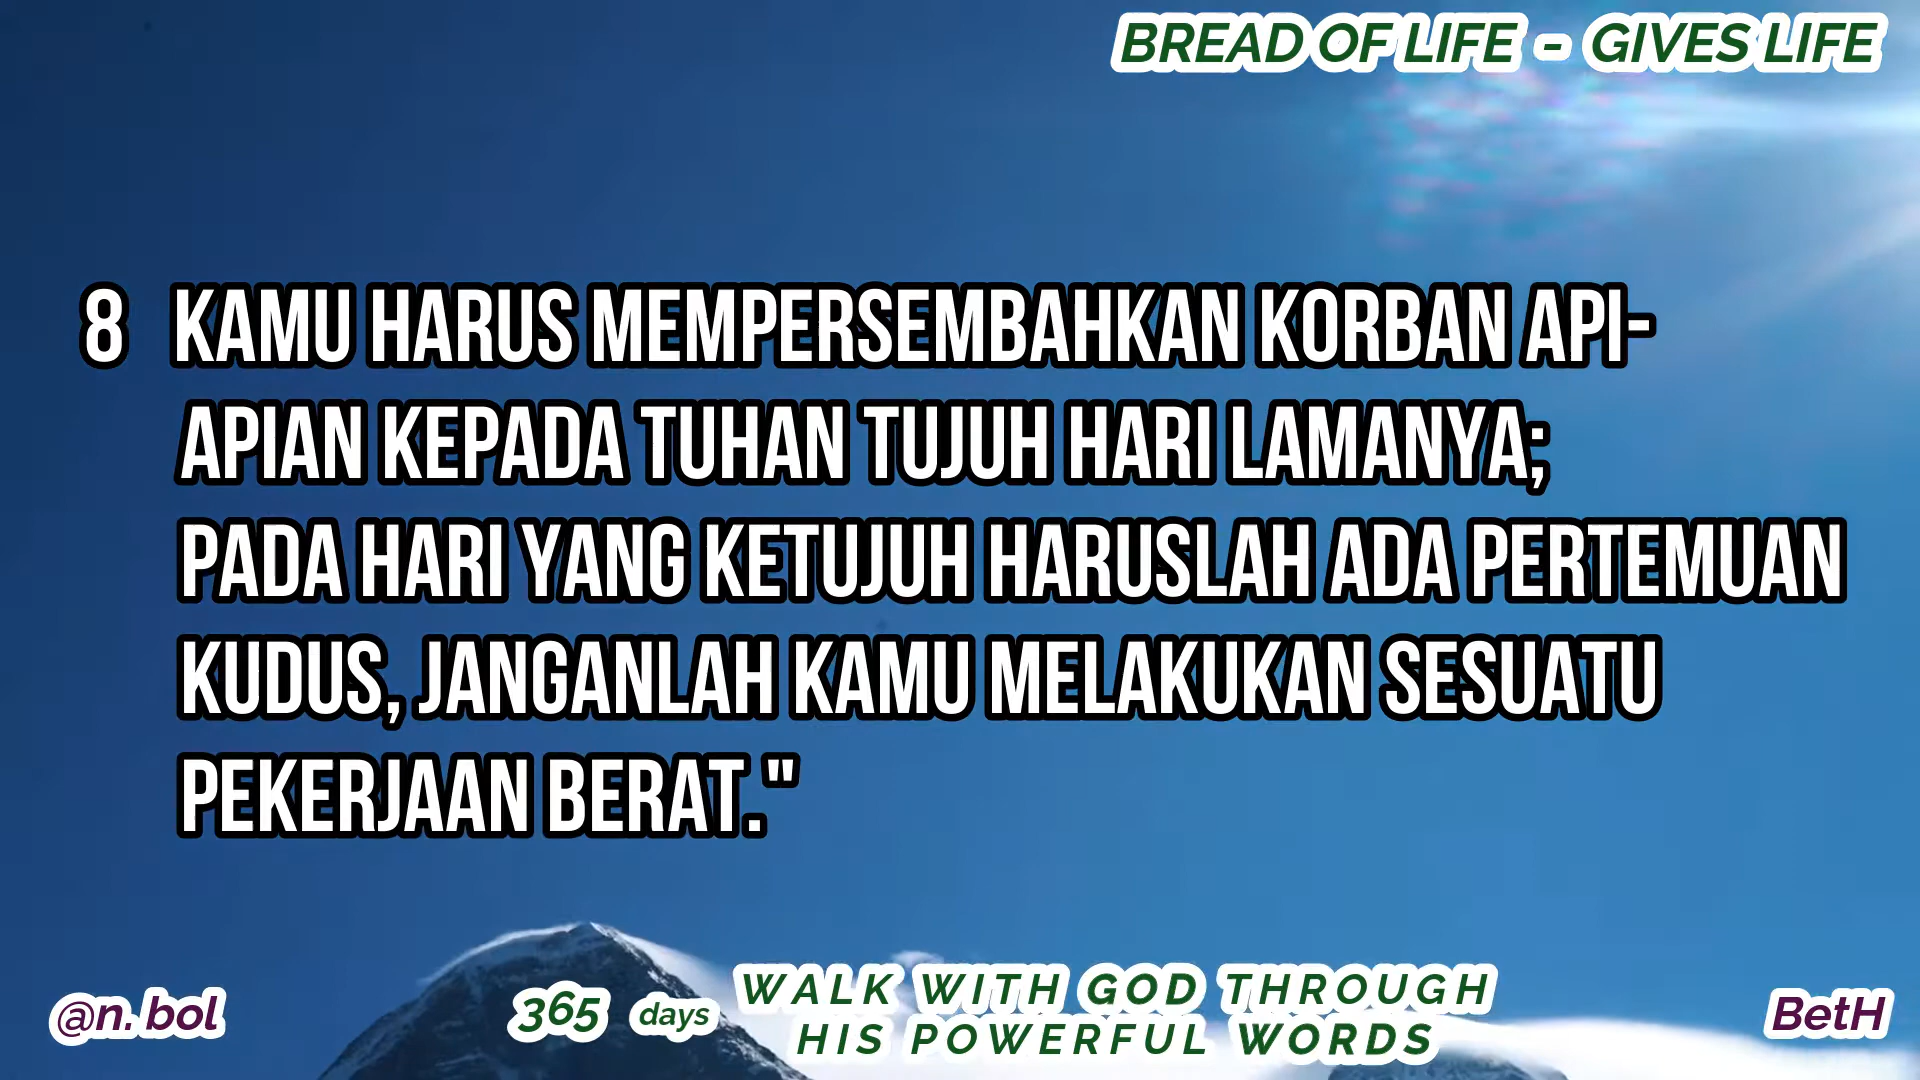 BREAD OF LIFE - GIVES LIFE
8 KAMU HARUS MEMPERSEMBAHKAN KORBAN API-
APIAN KEPADA TUHAN TUJUH HARI LAMANYA;
PADA HARI YANG KETUJUH HARUSLAH ADA PERTEMUAN
KUDUS, JANGANLAH KAMU MELAKUKAN SESUATU
PEKERJAAN BERAT."
@n. bol
365 days
WALK WITH GOD THROUGH
HIS POWERFUL WORDS
BetH